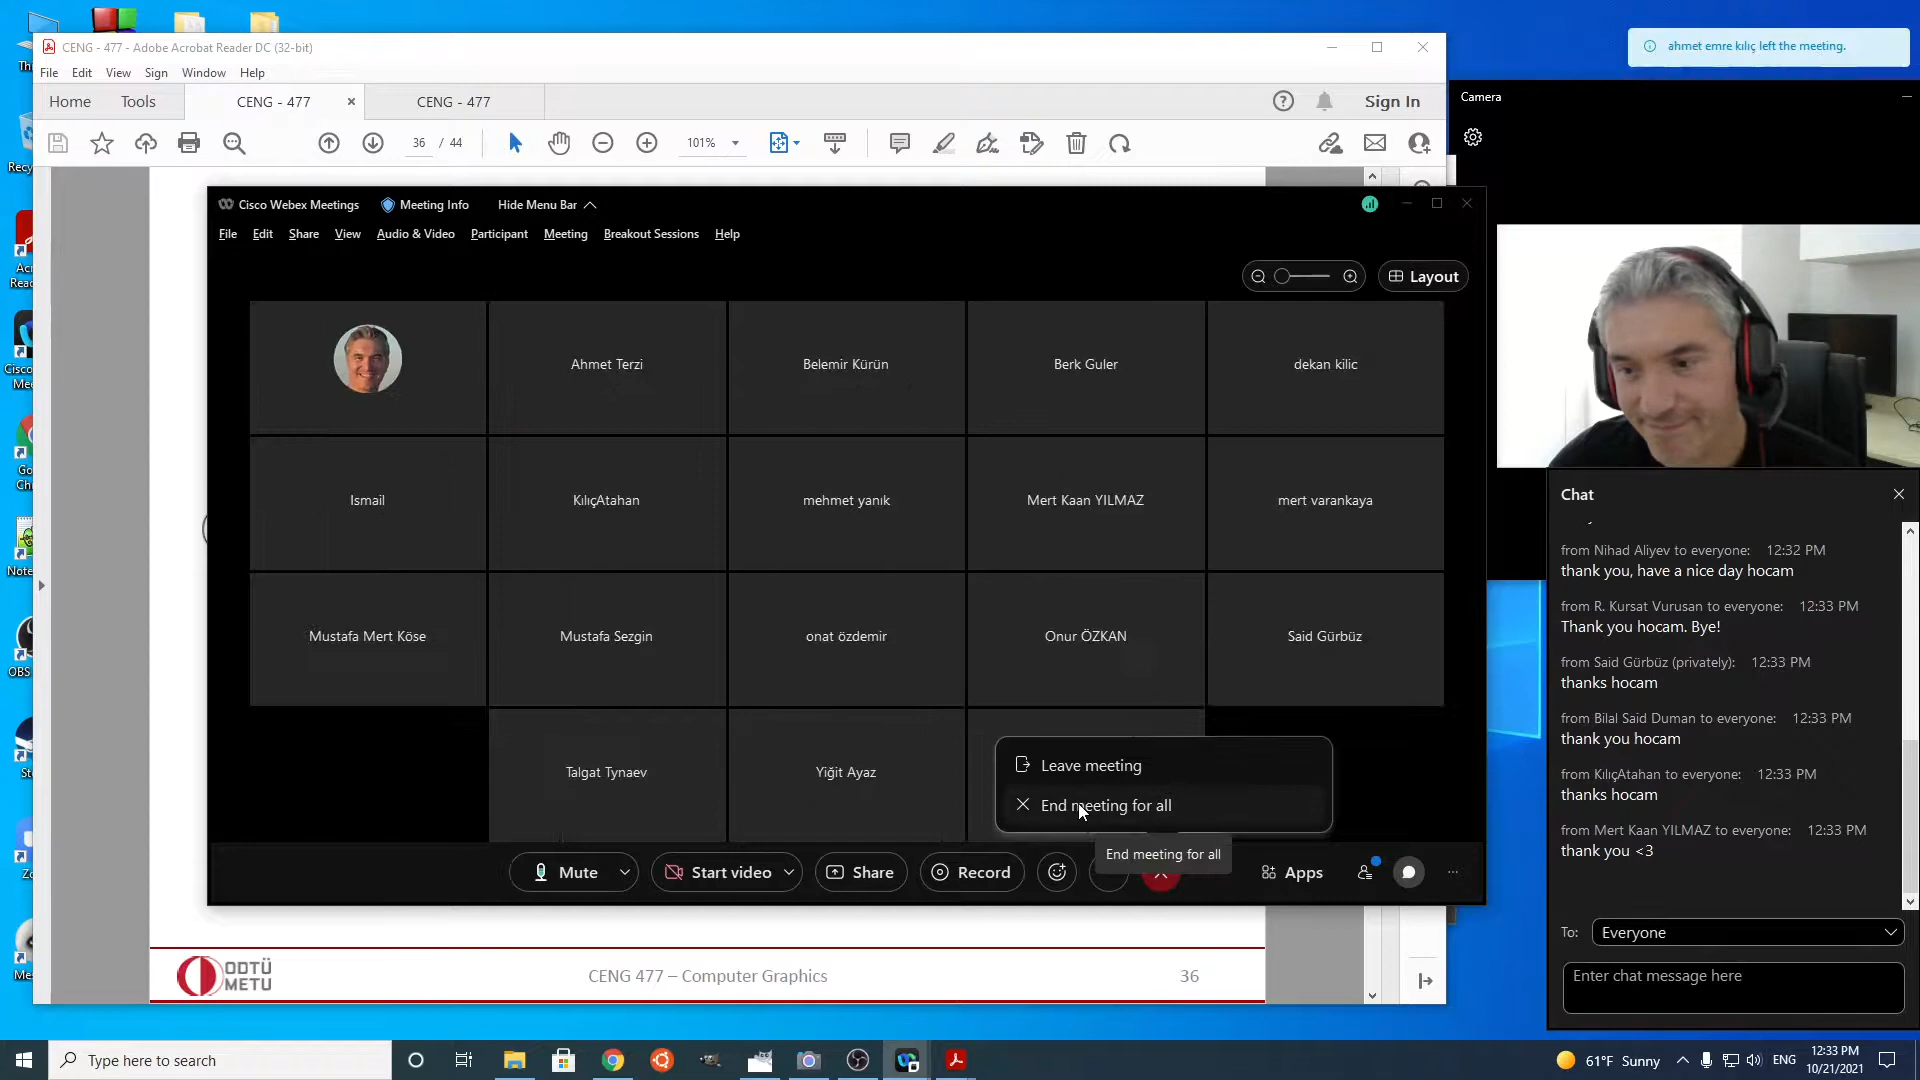 CENG - 477 - Adobe Acrobat Reader DC (32-bit)
File Edit View Sign Window Help
Home Tools CENG - 477 CENG - 477 Sign In
36 / 44 101%
ahmet emre kılıç left the meeting.
Camera
Cisco Webex Meetings Meeting Info Hide Menu Bar
File Edit Share View Audio & Video Participant Meeting Breakout Sessions Help
Layout
Ahmet Terzi
Belemir Kürün
Berk Guler
dekan kilic
Ismail
KılıçAtahan
mehmet yanık
Mert Kaan YILMAZ
mert varankaya
Mustafa Mert Köse
Mustafa Sezgin
onat özdemir
Onur ÖZKAN
Said Gürbüz
Talgat Tynaev
Yiğit Ayaz
Leave meeting
End meeting for all
End meeting for all
Mute Start video Share Record Apps
Chat
from Nihad Aliyev to everyone: 12:32 PM
thank you, have a nice day hocam
from R. Kursat Vurusan to everyone: 12:33 PM
Thank you hocam. Bye!
from Said Gürbüz (privately): 12:33 PM
thanks hocam
from Bilal Said Duman to everyone: 12:33 PM
thank you hocam
from KılıçAtahan to everyone: 12:33 PM
thanks hocam
from Mert Kaan YILMAZ to everyone: 12:33 PM
thank you <3
To: Everyone
Enter chat message here
ODTÜ
METU
CENG 477 – Computer Graphics 36
Type here to search
61°F Sunny ENG 12:33 PM
10/21/2021